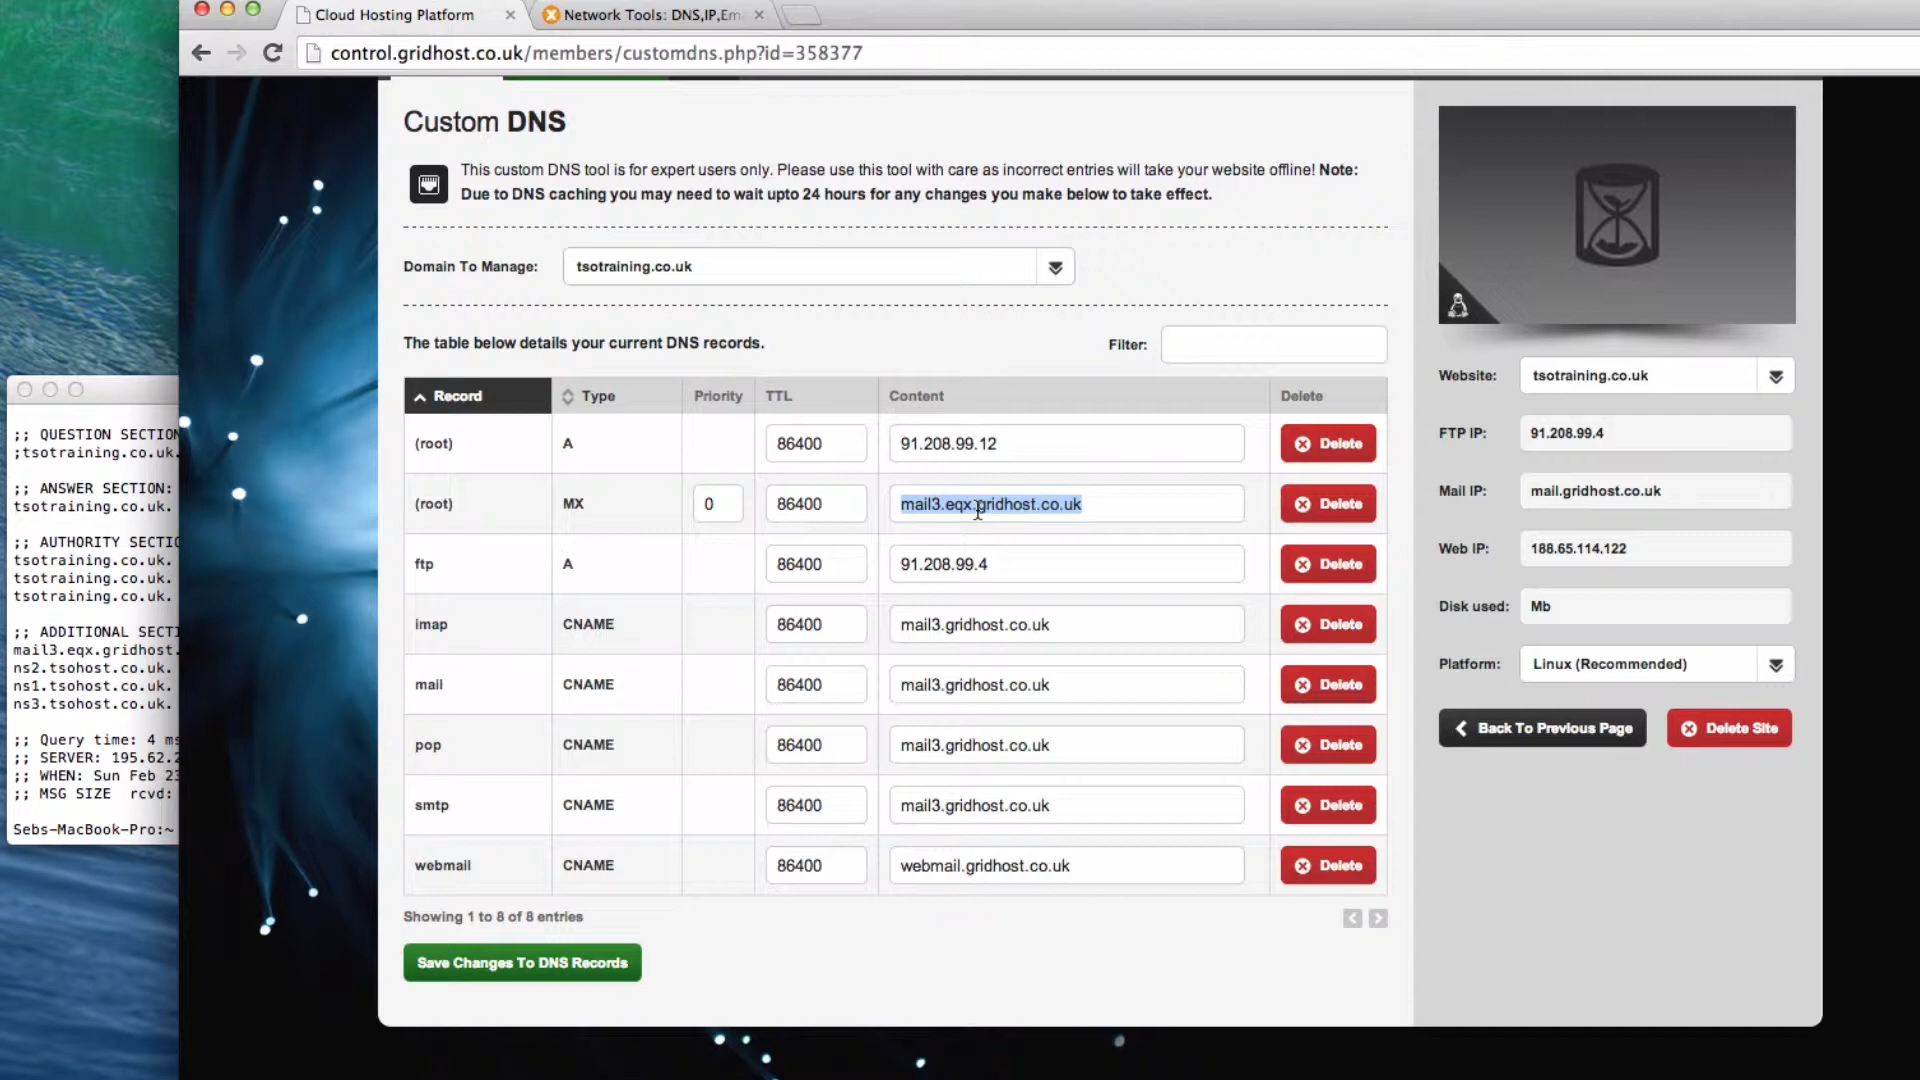 Cloud Hosting Platform
Network Tools: DNS,IP,Em
control.gridhost.co.uk/members/customdns.php?id=358377
Custom DNS
This custom DNS tool is for expert users only. Please use this tool with care as incorrect entries will take your website offline! Note:
Due to DNS caching you may need to wait upto 24 hours for any changes you make below to take effect.
Domain To Manage: tsotraining.co.uk
The table below details your current DNS records. Filter:
Record Type Priority TTL Content Delete
(root) A 86400 91.208.99.12 Delete
(root) MX 0 86400 mail3.eqx.gridhost.co.uk Delete
ftp A 86400 91.208.99.4 Delete
imap CNAME 86400 mail3.gridhost.co.uk Delete
mail CNAME 86400 mail3.gridhost.co.uk Delete
pop CNAME 86400 mail3.gridhost.co.uk Delete
smtp CNAME 86400 mail3.gridhost.co.uk Delete
webmail CNAME 86400 webmail.gridhost.co.uk Delete
Showing 1 to 8 of 8 entries
Save Changes To DNS Records
Website: tsotraining.co.uk
FTP IP: 91.208.99.4
Mail IP: mail.gridhost.co.uk
Web IP: 188.65.114.122
Disk used: Mb
Platform: Linux (Recommended)
Back To Previous Page Delete Site
;; QUESTION SECTION
;tsotraining.co.uk.
;; ANSWER SECTION:
tsotraining.co.uk.
;; AUTHORITY SECTI
tsotraining.co.uk.
tsotraining.co.uk.
tsotraining.co.uk.
;; ADDITIONAL SECTI
mail3.eqx.gridhost.
ns2.tsohost.co.uk.
ns1.tsohost.co.uk.
ns3.tsohost.co.uk.
;; Query time: 4 ms
;; SERVER: 195.62.2
;; WHEN: Sun Feb 23
;; MSG SIZE rcvd:
Sebs-MacBook-Pro:~